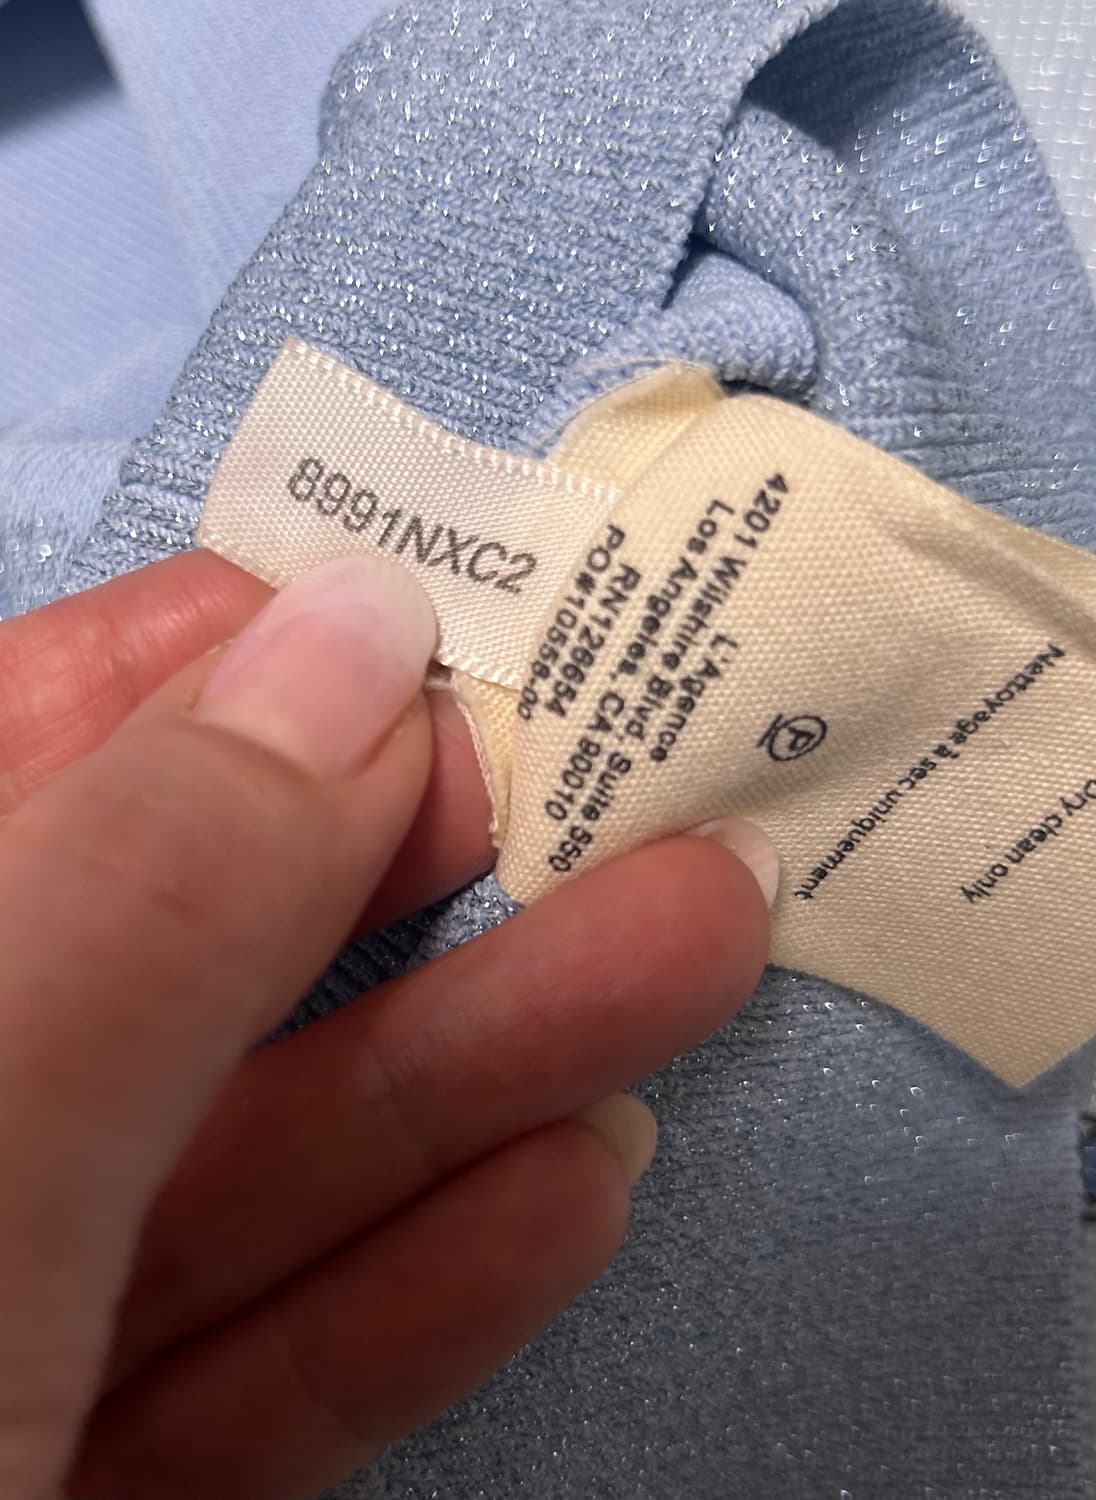 8991NXC2
L'Agence
4201 Wilshire Blvd, Suite 550
Los Angeles, CA 90010
RN126654
PO#10558-00
P
Nettoyage à sec uniquement
Dry clean only